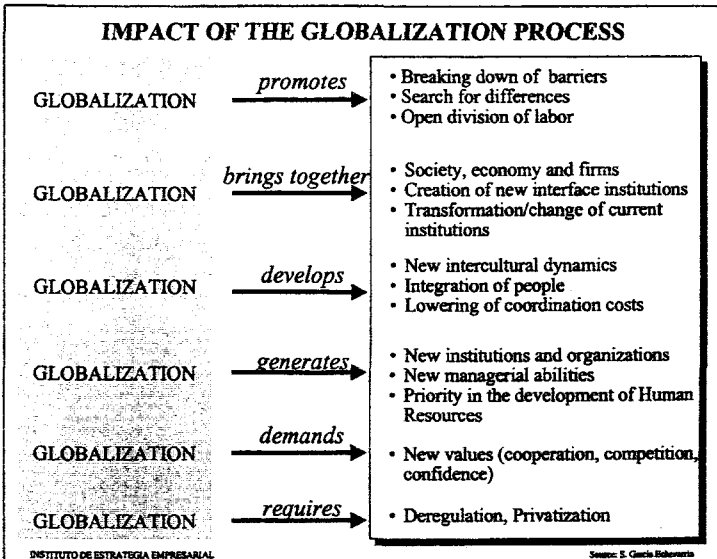 IMPACT OF THE GLOBALIZATION PROCESS
GLOBALIZATION
promotes
• Breaking down of barriers
• Search for differences
• Open division of labor
GLOBALIZATION
brings together
• Society, economy and firms
• Creation of new interface institutions
• Transformation/change of current
institutions
GLOBALIZATION
develops
• New intercultural dynamics
• Integration of people
• Lowering of coordination costs
GLOBALIZATION
generates
• New institutions and organizations
• New managerial abilities
• Priority in the development of Human
Resources
GLOBALIZATION
demands
• New values (cooperation, competition,
confidence)
GLOBALIZATION
requires
• Deregulation, Privatization
INSTITUTO DE ESTRATEGIA EMPRESARIAL
Source: S. García Echevarría